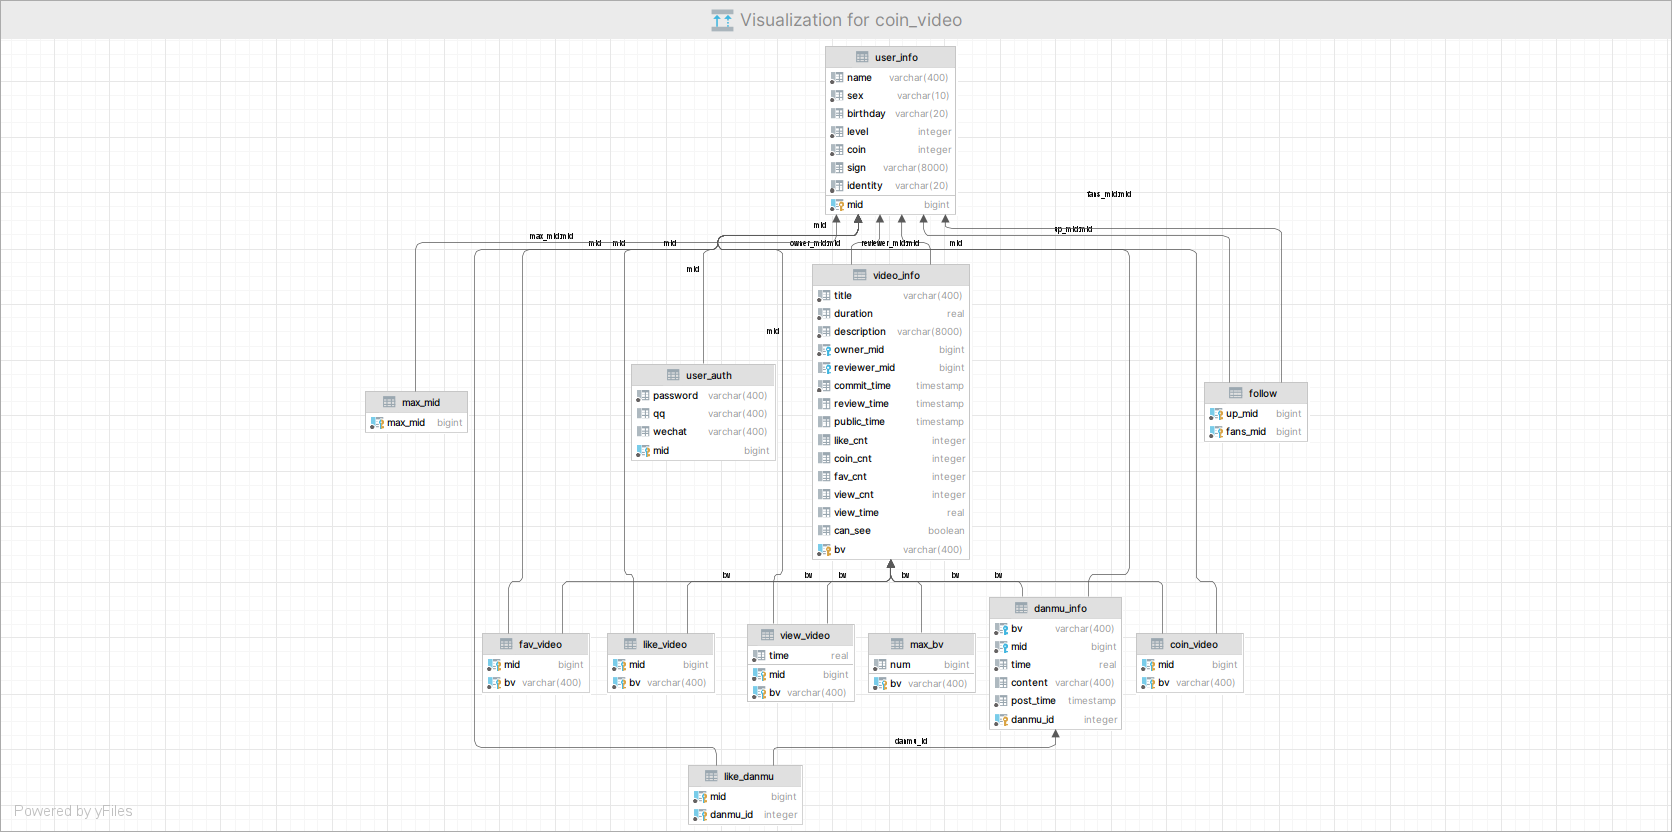 Visualization for coin_video
user_info
name varchar(400)
sex varchar(10)
birthday varchar(20)
level integer
coin integer
sign varchar(8000)
identity varchar(20)
mid bigint
fans_mid:mid
mid
up_mid:mid
max_mid:mid
mid
mid
mid
owner_mid:mid
reviewer_mid:mid
mid
mid
mid
video_info
title varchar(400)
duration real
description varchar(8000)
owner_mid bigint
reviewer_mid bigint
commit_time timestamp
review_time timestamp
public_time timestamp
like_cnt integer
coin_cnt integer
fav_cnt integer
view_cnt integer
view_time real
can_see boolean
bv varchar(400)
user_auth
password varchar(400)
qq varchar(400)
wechat varchar(400)
mid bigint
max_mid
max_mid bigint
follow
up_mid bigint
fans_mid bigint
bv
bv
bv
bv
bv
bv
fav_video
mid bigint
bv varchar(400)
like_video
mid bigint
bv varchar(400)
view_video
time real
mid bigint
bv varchar(400)
max_bv
num bigint
bv varchar(400)
danmu_info
bv varchar(400)
mid bigint
time real
content varchar(400)
post_time timestamp
danmu_id integer
coin_video
mid bigint
bv varchar(400)
danmu_id
like_danmu
mid bigint
danmu_id integer
Powered by yFiles